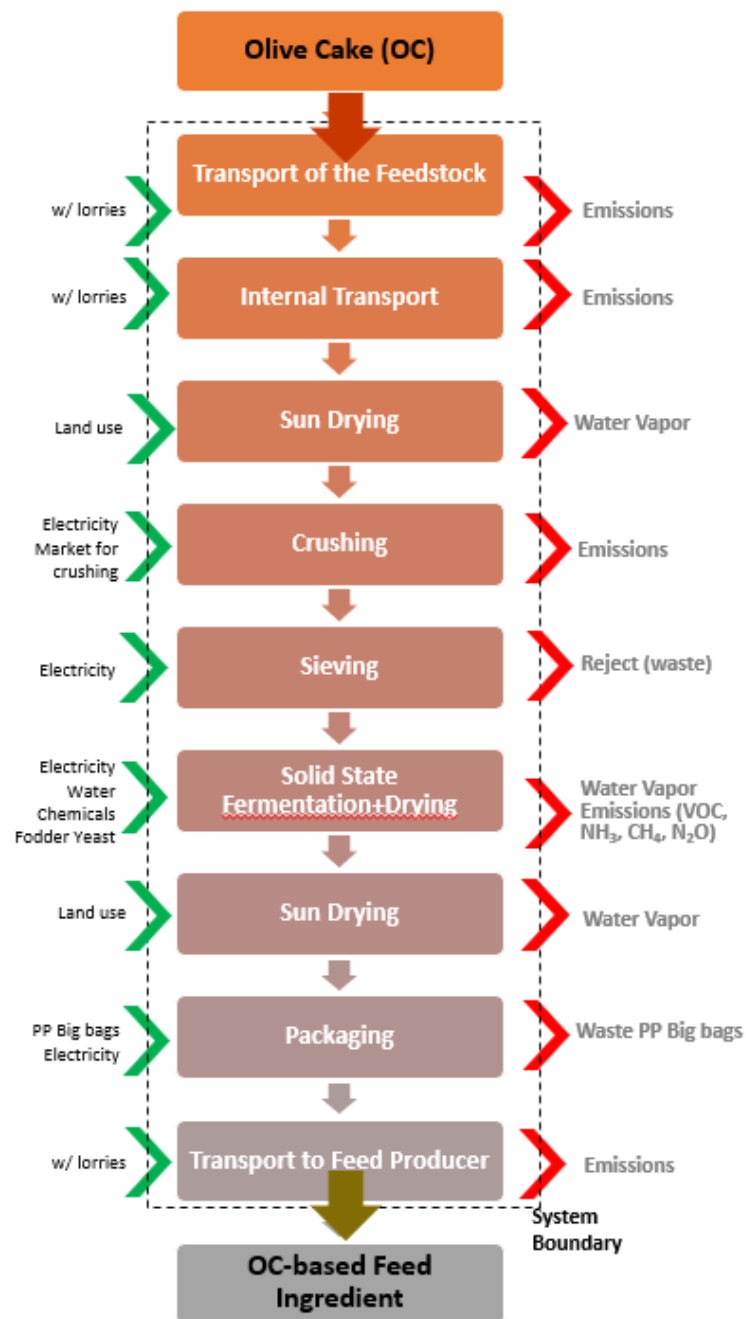 Olive Cake (OC)
Transport of the Feedstock
w/ lorries
Emissions
w/ lorries
Internal Transport
Emissions
Land use
Sun Drying
Water Vapor
Electricity
Market for
crushing
Crushing
Emissions
Electricity
Sieving
Reject (waste)
Electricity
Water
Chemicals
Fodder Yeast
Solid State
Fermentation+Drying
Water Vapor
Emissions (VOC,
NH₃, CH₄, N₂O)
Land use
Sun Drying
Water Vapor
PP Big bags
Electricity
Packaging
Waste PP Big bags
w/ lorries
Transport to Feed Producer
Emissions
System
Boundary
OC-based Feed
Ingredient